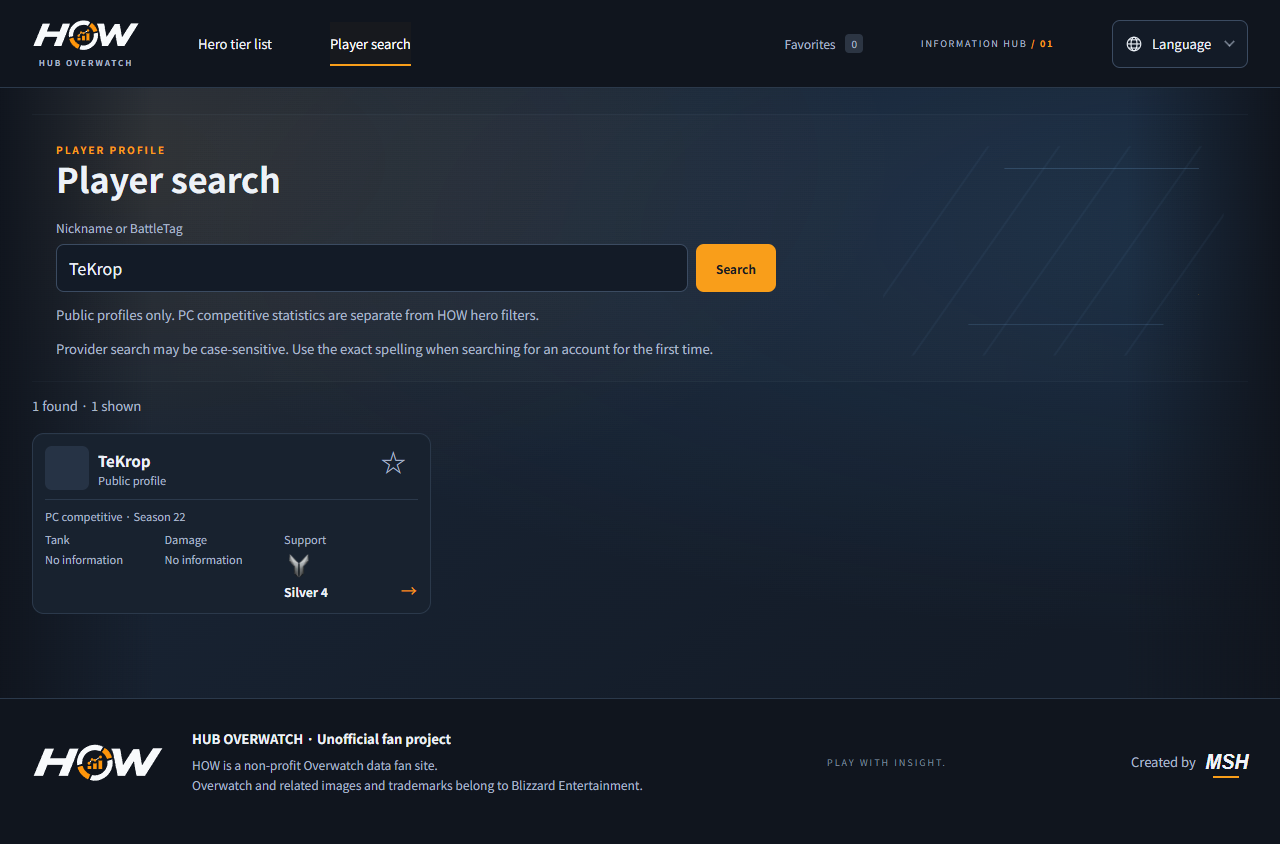 HOW
HUB OVERWATCH
Hero tier list
Player search
Favorites 0
INFORMATION HUB / 01
Language
PLAYER PROFILE
Player search
Nickname or BattleTag
TeKrop
Search
Public profiles only. PC competitive statistics are separate from HOW hero filters.
Provider search may be case-sensitive. Use the exact spelling when searching for an account for the first time.
1 found · 1 shown
TeKrop
Public profile
PC competitive · Season 22
Tank Damage Support
No information No information
Silver 4 →
HOW
HUB OVERWATCH · Unofficial fan project
HOW is a non-profit Overwatch data fan site.
Overwatch and related images and trademarks belong to Blizzard Entertainment.
PLAY WITH INSIGHT.
Created by MSH